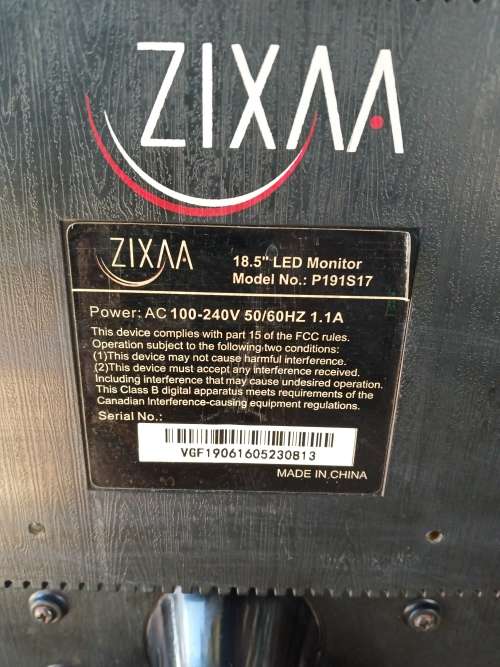 ZIXAA
ZIXAA
18.5" LED Monitor
Model No.: P191S17
Power: AC 100-240V 50/60HZ 1.1A
This device complies with part 15 of the FCC rules.
Operation subject to the following two conditions:
(1)This device may not cause harmful interference.
(2)This device must accept any interference received.
Including interference that may cause undesired operation.
This Class B digital apparatus meets requirements of the
Canadian Interference-causing equipment regulations.
Serial No.:
VGF19061605230813
MADE IN CHINA